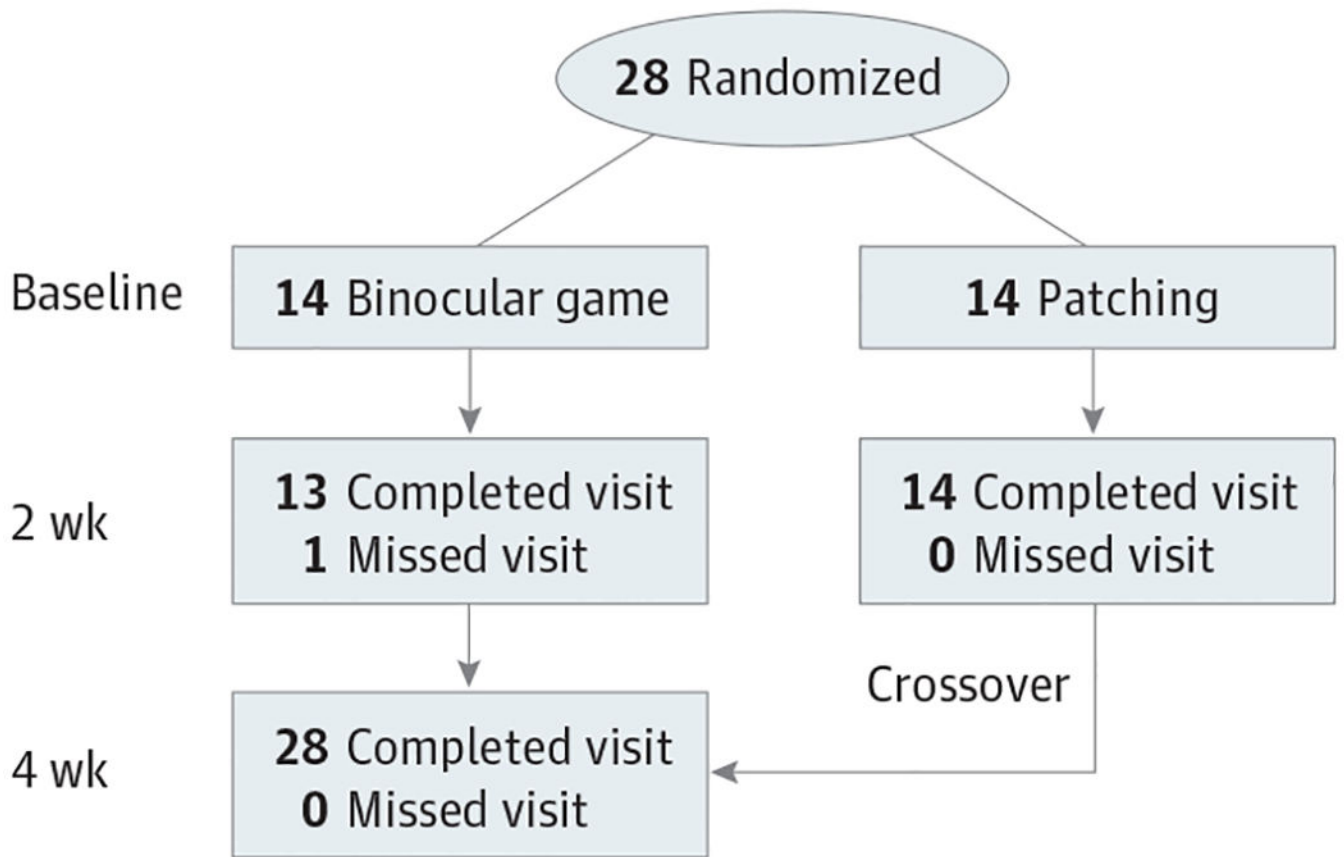 28 Randomized
Baseline
14 Binocular game
14 Patching
2 wk
13 Completed visit
1 Missed visit
14 Completed visit
0 Missed visit
Crossover
4 wk
28 Completed visit
0 Missed visit